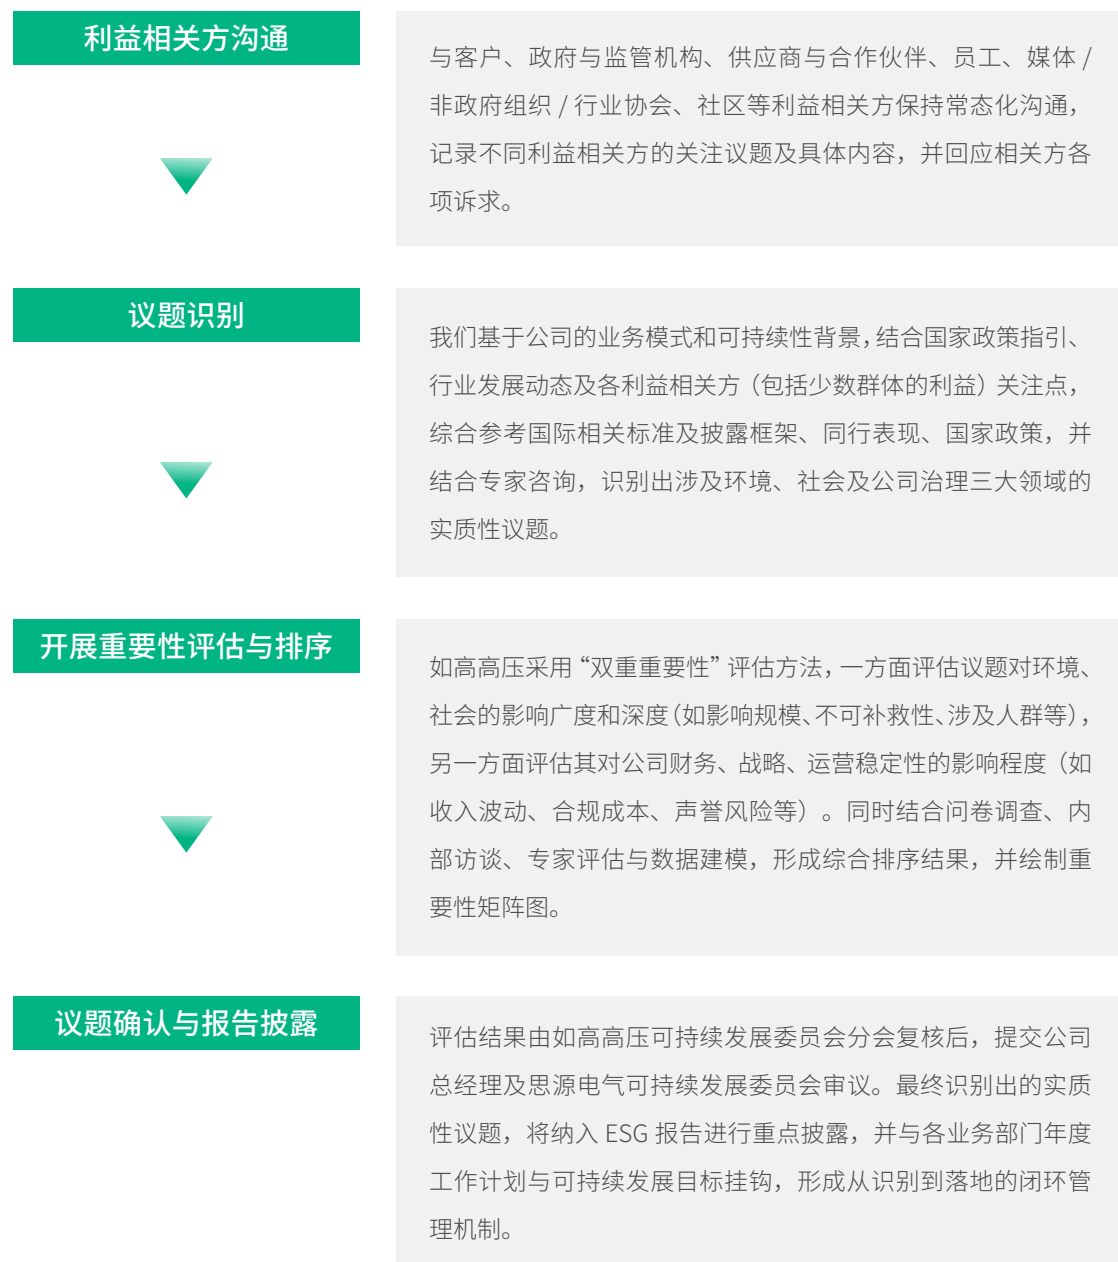 利益相关方沟通
与客户、政府与监管机构、供应商与合作伙伴、员工、媒体 /
非政府组织 / 行业协会、社区等利益相关方保持常态化沟通，
记录不同利益相关方的关注议题及具体内容，并回应相关方各
项诉求。
议题识别
我们基于公司的业务模式和可持续性背景，结合国家政策指引、
行业发展动态及各利益相关方（包括少数群体的利益）关注点，
综合参考国际相关标准及披露框架、同行表现、国家政策，并
结合专家咨询，识别出涉及环境、社会及公司治理三大领域的
实质性议题。
开展重要性评估与排序
如高高压采用“双重重要性”评估方法，一方面评估议题对环境、
社会的影响广度和深度（如影响规模、不可补救性、涉及人群等），
另一方面评估其对公司财务、战略、运营稳定性的影响程度（如
收入波动、合规成本、声誉风险等）。同时结合问卷调查、内
部访谈、专家评估与数据建模，形成综合排序结果，并绘制重
要性矩阵图。
议题确认与报告披露
评估结果由如高高压可持续发展委员会分会复核后，提交公司
总经理及思源电气可持续发展委员会审议。最终识别出的实质
性议题，将纳入 ESG 报告进行重点披露，并与各业务部门年度
工作计划与可持续发展目标挂钩，形成从识别到落地的闭环管
理机制。